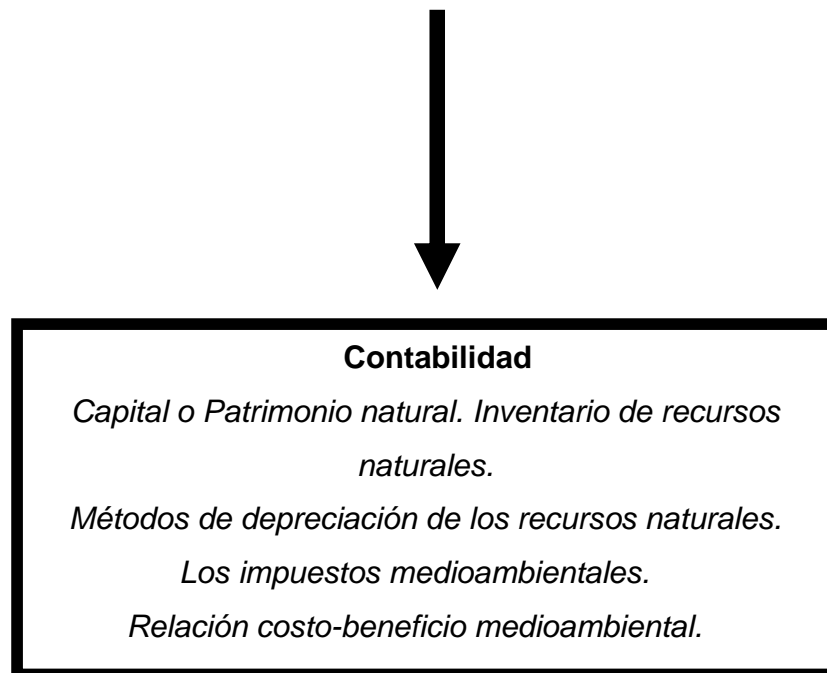 Contabilidad
Capital o Patrimonio natural. Inventario de recursos
naturales.
Métodos de depreciación de los recursos naturales.
Los impuestos medioambientales.
Relación costo-beneficio medioambiental.